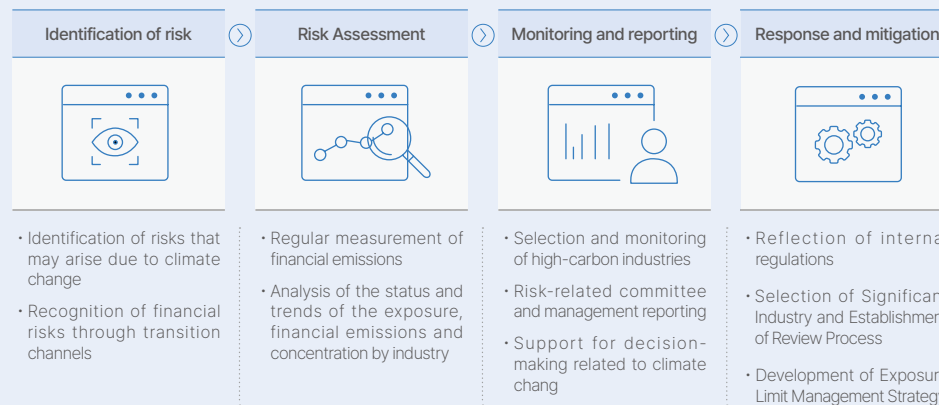 Identification of risk
Risk Assessment
Monitoring and reporting
Response and mitigation
• Identification of risks that
may arise due to climate
change
• Recognition of financial
risks through transition
channels
• Regular measurement of
financial emissions
• Analysis of the status and
trends of the exposure,
financial emissions and
concentration by industry
• Selection and monitoring
of high-carbon industries
• Risk-related committee
and management reporting
• Support for decision-
making related to climate
chang
• Reflection of interna
regulations
• Selection of Significan
Industry and Establishmen
of Review Process
• Development of Exposur
Limit Management Strategy